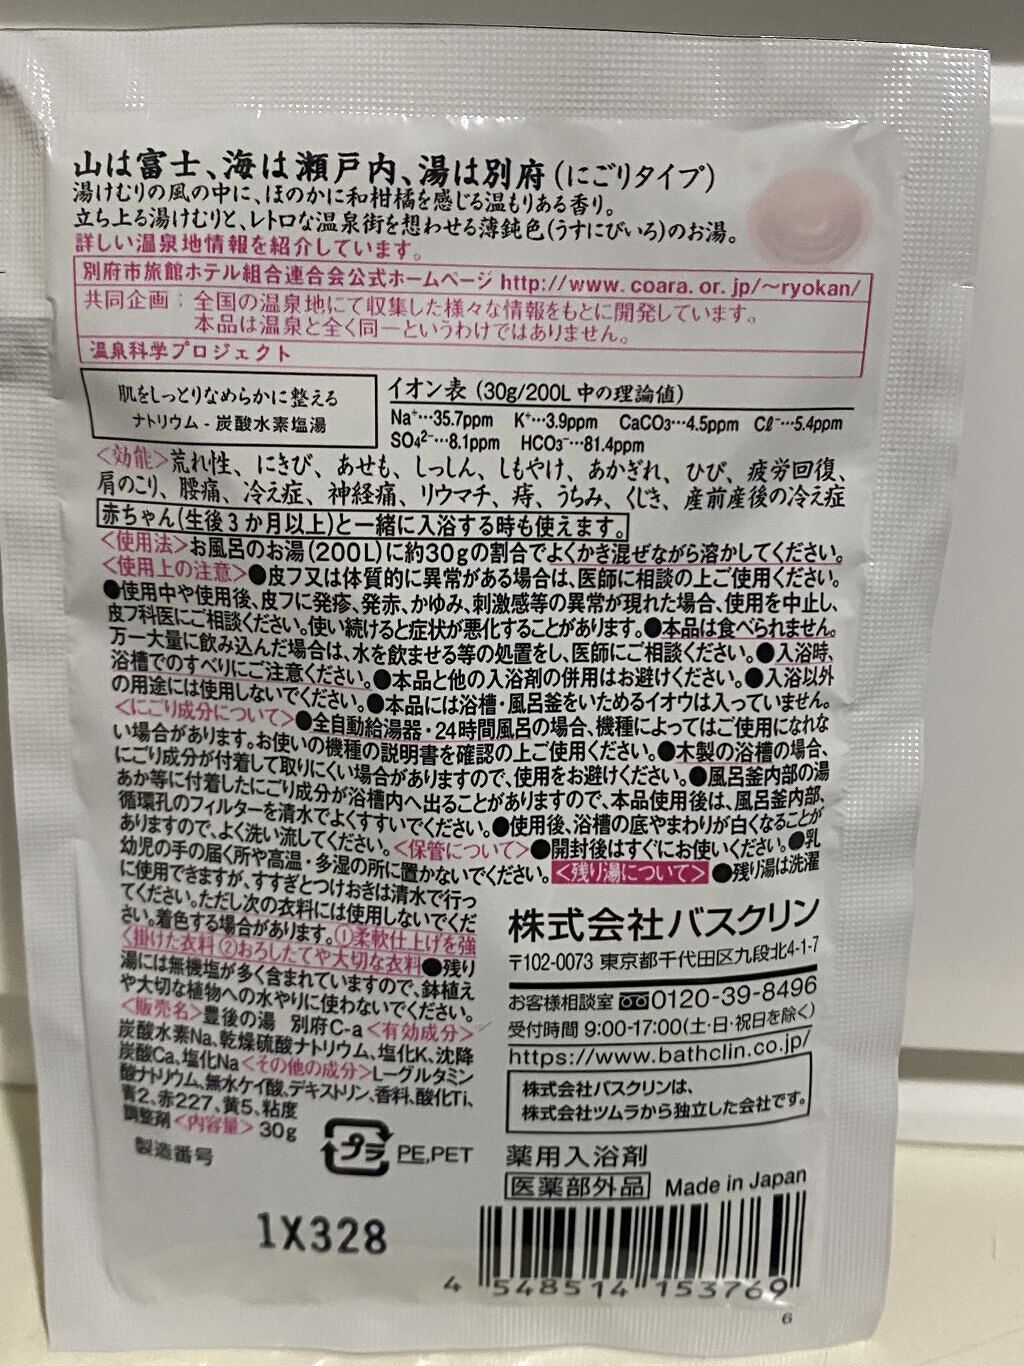 山は富士、海は瀬戸内、湯は別府(にごりタイプ)
湯けむりの風の中に、ほのかに和柑橘を感じる温もりある香り。
立ち上る湯けむりと、レトロな温泉街を想わせる薄鈍色(うすにびいろ)のお湯。
詳しい温泉地情報を紹介しています。
別府市旅館ホテル組合連合会公式ホームページ http://www.coara.or.jp/~ryokan/
共同企画：全国の温泉地にて収集した様々な情報をもとに開発しています。
本品は温泉と全く同一というわけではありません。
温泉科学プロジェクト
肌をしっとりなめらかに整える
ナトリウム - 炭酸水素塩湯
イオン表 (30g/200L 中の理論値)
Na⁺…35.7ppm K⁺…3.9ppm CaCO₃…4.5ppm Cℓ⁻…5.4ppm
SO₄²⁻…8.1ppm HCO₃⁻…81.4ppm
<効能>荒れ性、にきび、あせも、しっしん、しもやけ、あかぎれ、ひび、疲労回復、
肩のこり、腰痛、冷え症、神経痛、リウマチ、痔、うちみ、くじき、産前産後の冷え症
赤ちゃん(生後3か月以上)と一緒に入浴する時も使えます。
<使用法>お風呂のお湯(200L)に約30gの割合でよくかき混ぜながら溶かしてください。
<使用上の注意>●皮フ又は体質的に異常がある場合は、医師に相談の上ご使用ください。
●使用中や使用後、皮フに発疹、発赤、かゆみ、刺激感等の異常が現れた場合、使用を中止し、
皮フ科医にご相談ください。使い続けると症状が悪化することがあります。●本品は食べられません。
万一大量に飲み込んだ場合は、水を飲ませる等の処置をし、医師にご相談ください。●入浴時、
浴槽でのすべりにご注意ください。●本品と他の入浴剤の併用はお避けください。●入浴以外
の用途には使用しないでください。●本品には浴槽・風呂釜をいためるイオウは入っていません。
<にごり成分について>●全自動給湯器・24時間風呂の場合、機種によってはご使用になれな
い場合があります。お使いの機種の説明書を確認の上ご使用ください。●木製の浴槽の場合、
にごり成分が付着して取りにくい場合がありますので、使用をお避けください。●風呂釜内部の湯
あか等に付着したにごり成分が浴槽内へ出ることがありますので、本品使用後は、風呂釜内部、
循環孔のフィルターを清水でよくすすいでください。●使用後、浴槽の底やまわりが白くなることが
ありますので、よく洗い流してください。<保管について>●開封後はすぐにお使いください。●乳
幼児の手の届く所や高温・多湿の所に置かないでください。<残り湯について>●残り湯は洗濯
に使用できますが、すすぎとつけおきは清水で行っ
てください。ただし次の衣料には使用しないでくだ
さい。着色する場合があります。①柔軟仕上げを強
く掛けた衣料②おろしたてや大切な衣料●残り
湯には無機塩が多く含まれていますので、鉢植え
や大切な植物への水やりに使わないでください。
<販売名>豊後の湯 別府C-a<有効成分>
炭酸水素Na、乾燥硫酸ナトリウム、塩化K、沈降
炭酸Ca、塩化Na<その他の成分>L-グルタミン
酸ナトリウム、無水ケイ酸、デキストリン、香料、酸化Ti、
青2、赤227、黄5、粘度
調整剤<内容量>30g
製造番号
プラ PE,PET
1X328
株式会社バスクリン
〒102-0073 東京都千代田区九段北4-1-7
お客様相談室 0120-39-8496
受付時間 9:00-17:00(土・日・祝日を除く)
https://www.bathclin.co.jp/
株式会社バスクリンは、
株式会社ツムラから独立した会社です。
薬用入浴剤
医薬部外品 Made in Japan
4 548514 153769
6